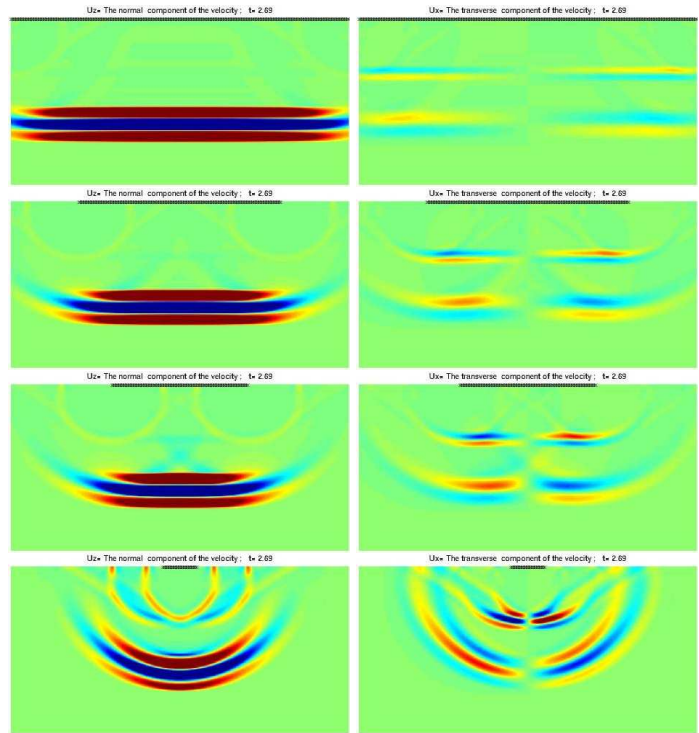 Uz= The normal component of the velocity; t= 2.69
Ux= The transverse component of the velocity; t= 2.69
Uz= The normal component of the velocity; t= 2.69
Ux= The transverse component of the velocity; t= 2.69
Uz= The normal component of the velocity; t= 2.69
Ux= The transverse component of the velocity; t= 2.69
Uz= The normal component of the velocity; t= 2.69
Ux= The transverse component of the velocity; t= 2.69